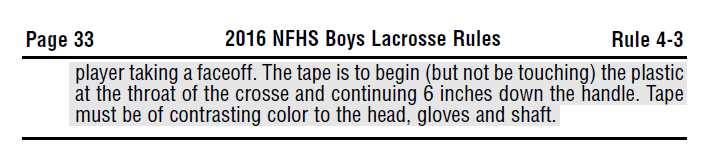 Page 33 2016 NFHS Boys Lacrosse Rules Rule 4-3
player taking a faceoff. The tape is to begin (but not be touching) the plastic
at the throat of the crosse and continuing 6 inches down the handle. Tape
must be of contrasting color to the head, gloves and shaft.